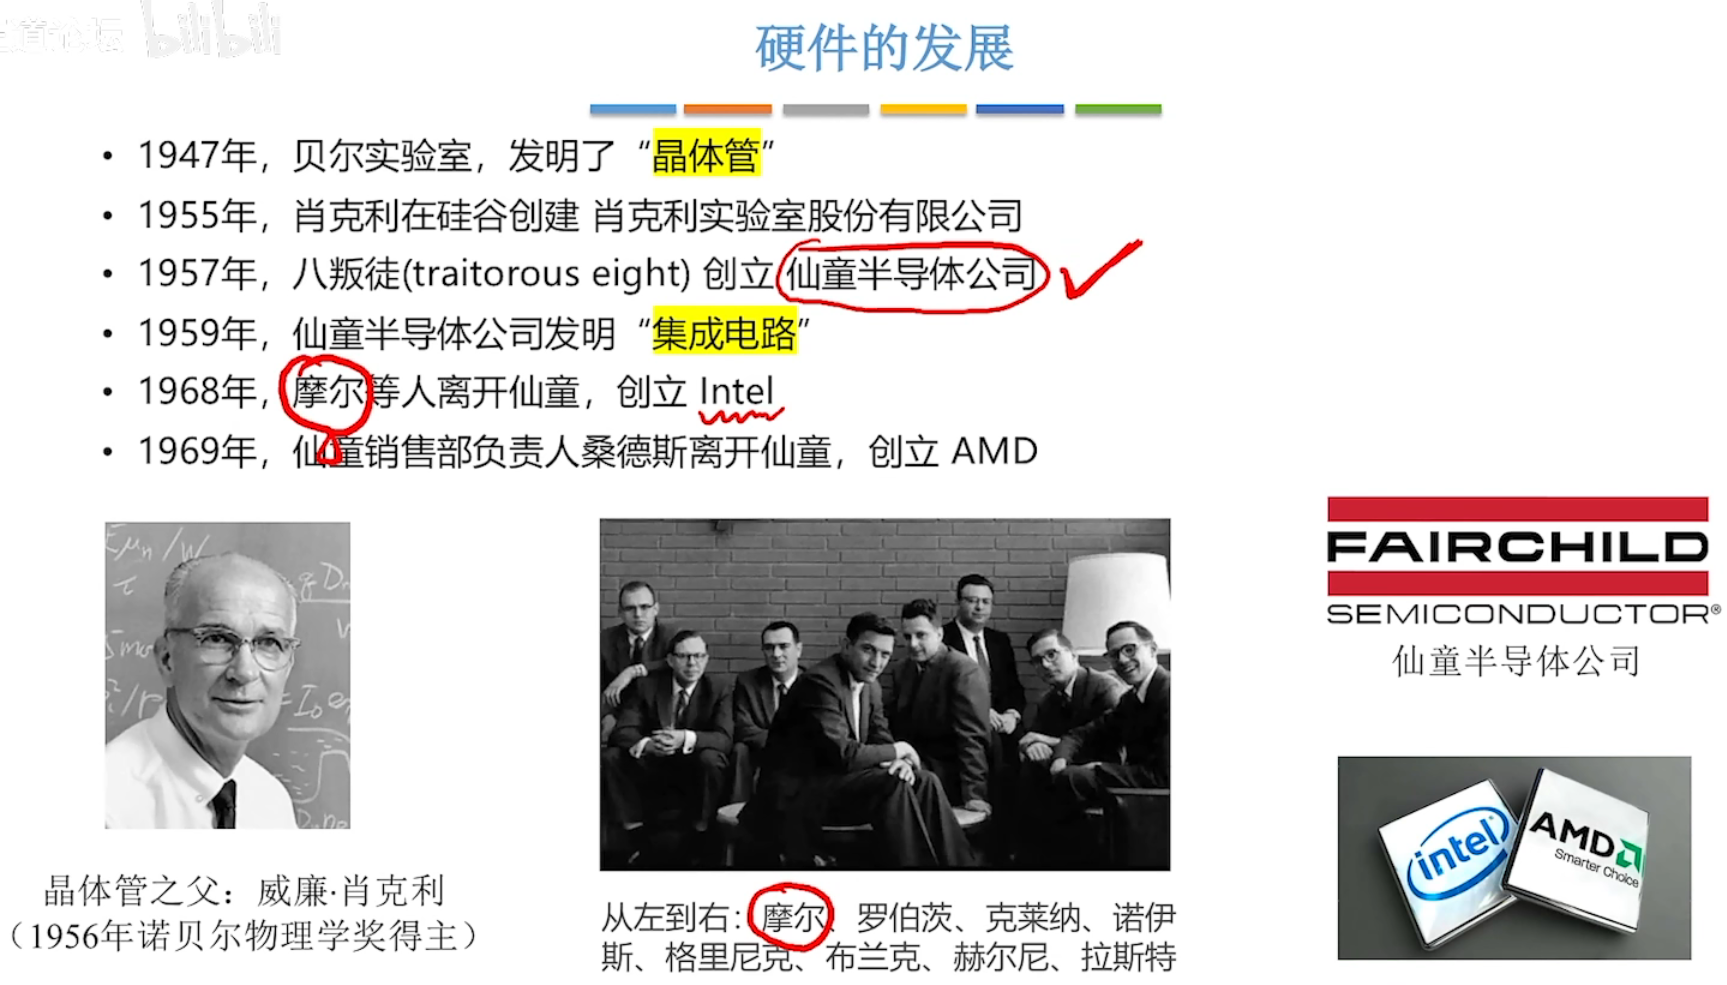 bilibili
硬件的发展
• 1947年，贝尔实验室，发明了“晶体管”
• 1955年，肖克利在硅谷创建 肖克利实验室股份有限公司
• 1957年，八叛徒(traitorous eight) 创立 仙童半导体公司
• 1959年，仙童半导体公司发明“集成电路”
• 1968年，摩尔等人离开仙童，创立 Intel
• 1969年，仙童销售部负责人桑德斯离开仙童，创立 AMD
晶体管之父：威廉·肖克利
（1956年诺贝尔物理学奖得主）
从左到右：摩尔、罗伯茨、克莱纳、诺伊
斯、格里尼克、布兰克、赫尔尼、拉斯特
FAIRCHILD
SEMICONDUCTOR®
仙童半导体公司
intel
AMD
Smarter Choice